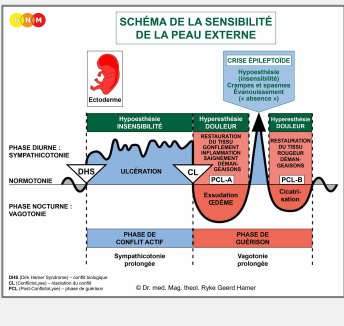 GNM
SCHÉMA DE LA SENSIBILITÉ
DE LA PEAU EXTERNE
Ectoderme
CRISE ÉPILEPTOÏDE
Hypoesthésie
(insensibilité)
Crampes et spasmes
Évanouissement
(« absence »)
Hypoesthésie
INSENSIBILITÉ
Hyperesthésie
DOULEUR
Hyperesthésie
DOULEUR
RESTAURATION
DU TISSU
GONFLEMENT
INFLAMMATION
SAIGNEMENT
DÉMAN-
GEAISONS
RESTAURATION
DU TISSU
ROUGEUR
DÉMAN-
GEAISONS
PHASE DIURNE :
SYMPATHICOTONIE
DHS
ULCÉRATION
CL
PCL-A
PCL-B
NORMOTONIE
PHASE NOCTURNE :
VAGOTONIE
Exsudation
ŒDÈME
Cicatri-
sation
PHASE DE
CONFLIT ACTIF
PHASE DE
GUÉRISON
Sympathicotonie
prolongée
Vagotonie
prolongée
DHS (Dirk Hamer Syndrome) – conflit biologique
CL (ConflictoLyse) – résolution du conflit
PCL (Post-ConflictoLyse) – phase de guérison
© Dr. med. Mag. theol. Ryke Geerd Hamer